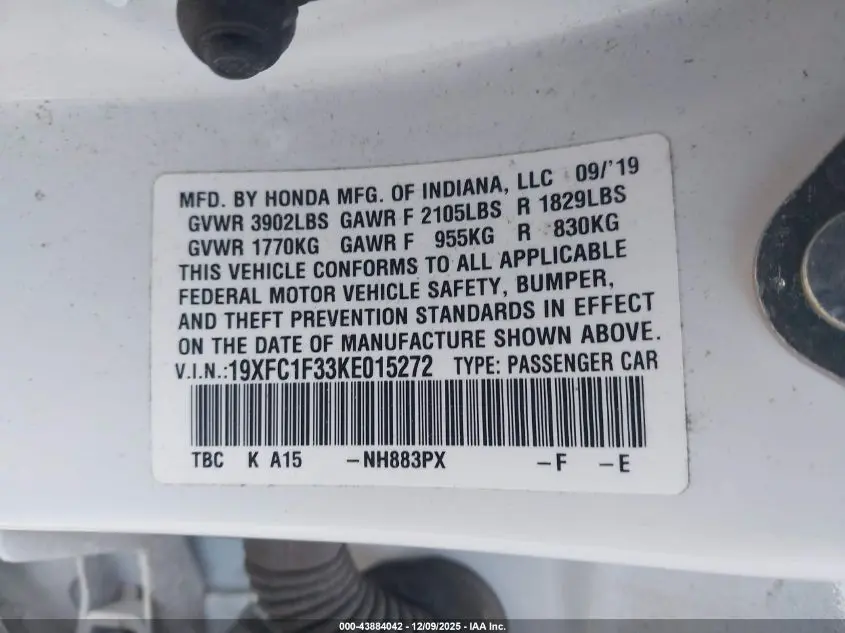 MFD. BY HONDA MFG. OF INDIANA, LLC 09/'19
GVWR 3902LBS GAWR F 2105LBS R 1829LBS
GVWR 1770KG GAWR F 955KG R 830KG
THIS VEHICLE CONFORMS TO ALL APPLICABLE
FEDERAL MOTOR VEHICLE SAFETY, BUMPER,
AND THEFT PREVENTION STANDARDS IN EFFECT
ON THE DATE OF MANUFACTURE SHOWN ABOVE.
V.I.N.:19XFC1F33KE015272 TYPE: PASSENGER CAR
TBC K A15 -NH883PX -F -E
000-43884042 | 12/09/2025 - IAA Inc.